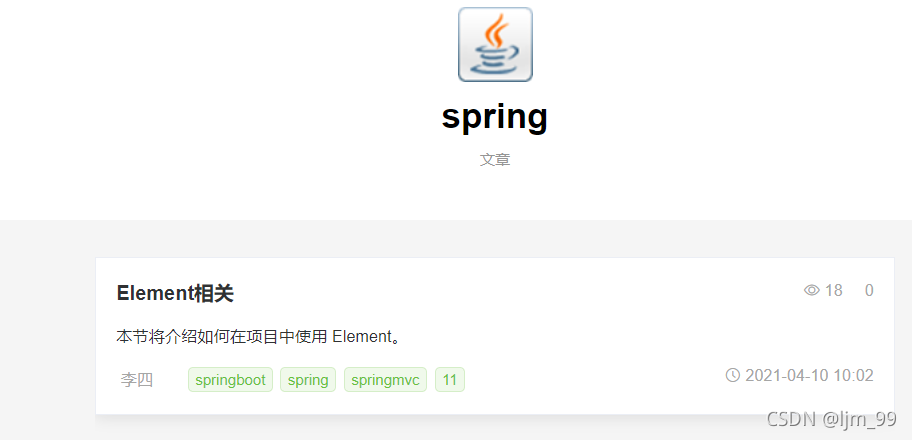 spring
文章
Element相关
18 0
本节将介绍如何在项目中使用 Element。
李四 springboot spring springmvc 11 2021-04-10 10:02
CSDN @ljm_99